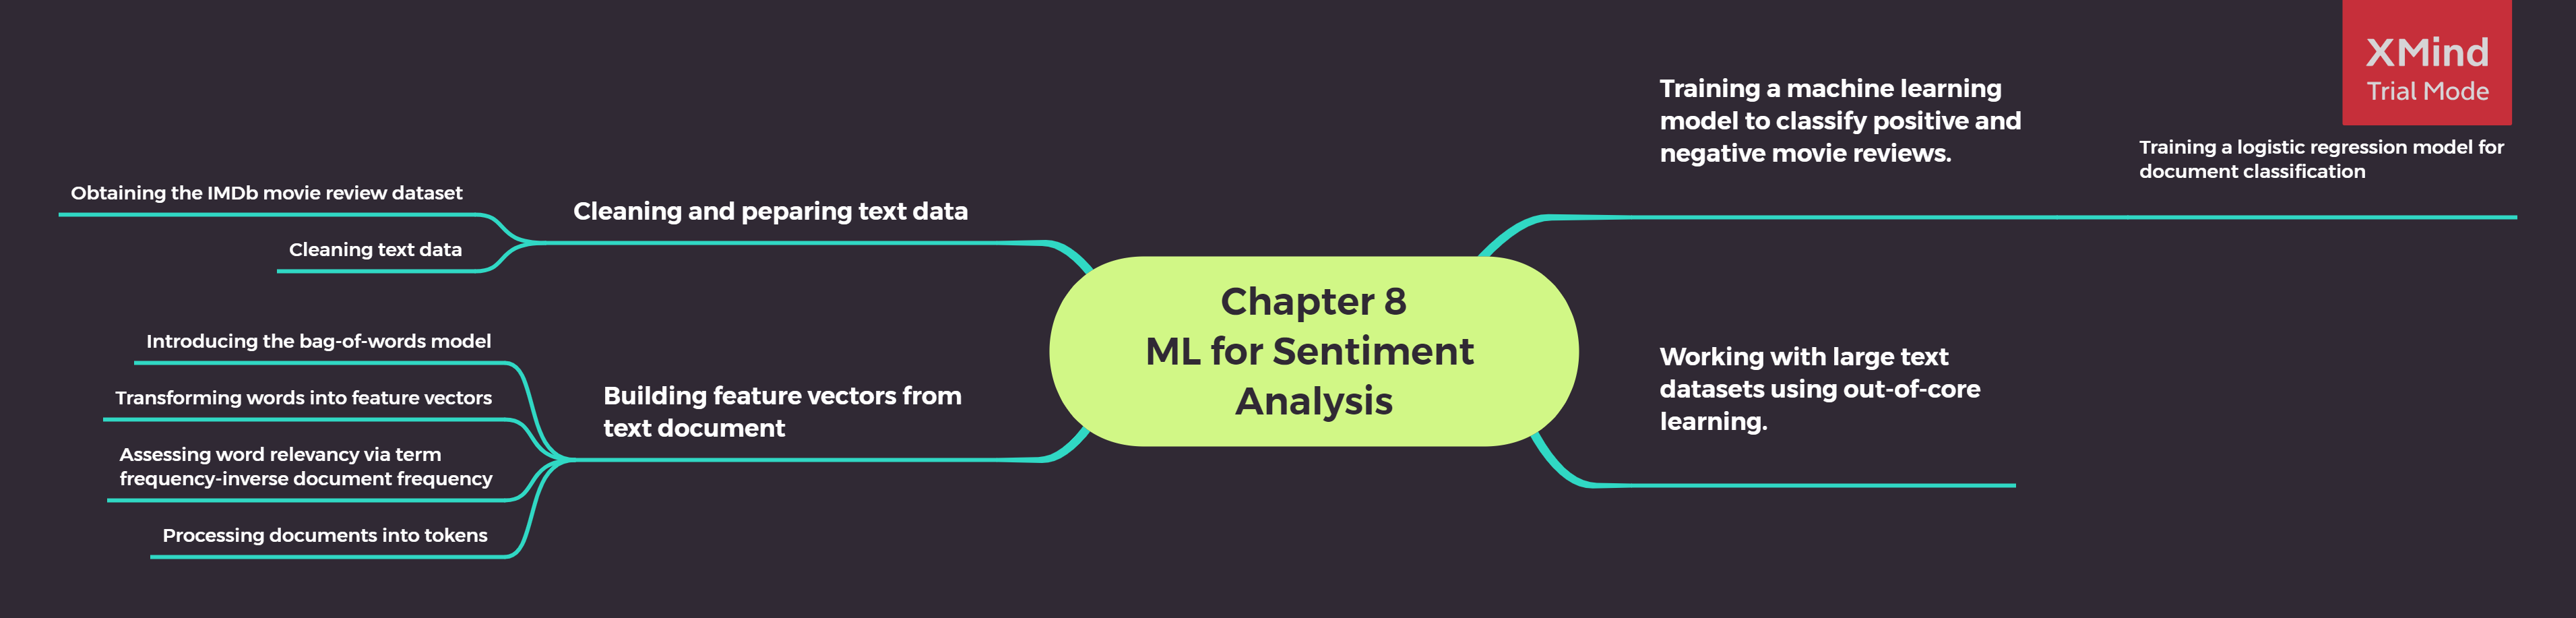 XMind
Trial Mode
Training a machine learning
model to classify positive and
negative movie reviews.
Training a logistic regression model for
document classification
Obtaining the IMDb movie review dataset
Cleaning and peparing text data
Cleaning text data
Chapter 8
ML for Sentiment
Analysis
Introducing the bag-of-words model
Transforming words into feature vectors
Building feature vectors from
text document
Assessing word relevancy via term
frequency-inverse document frequency
Processing documents into tokens
Working with large text
datasets using out-of-core
learning.